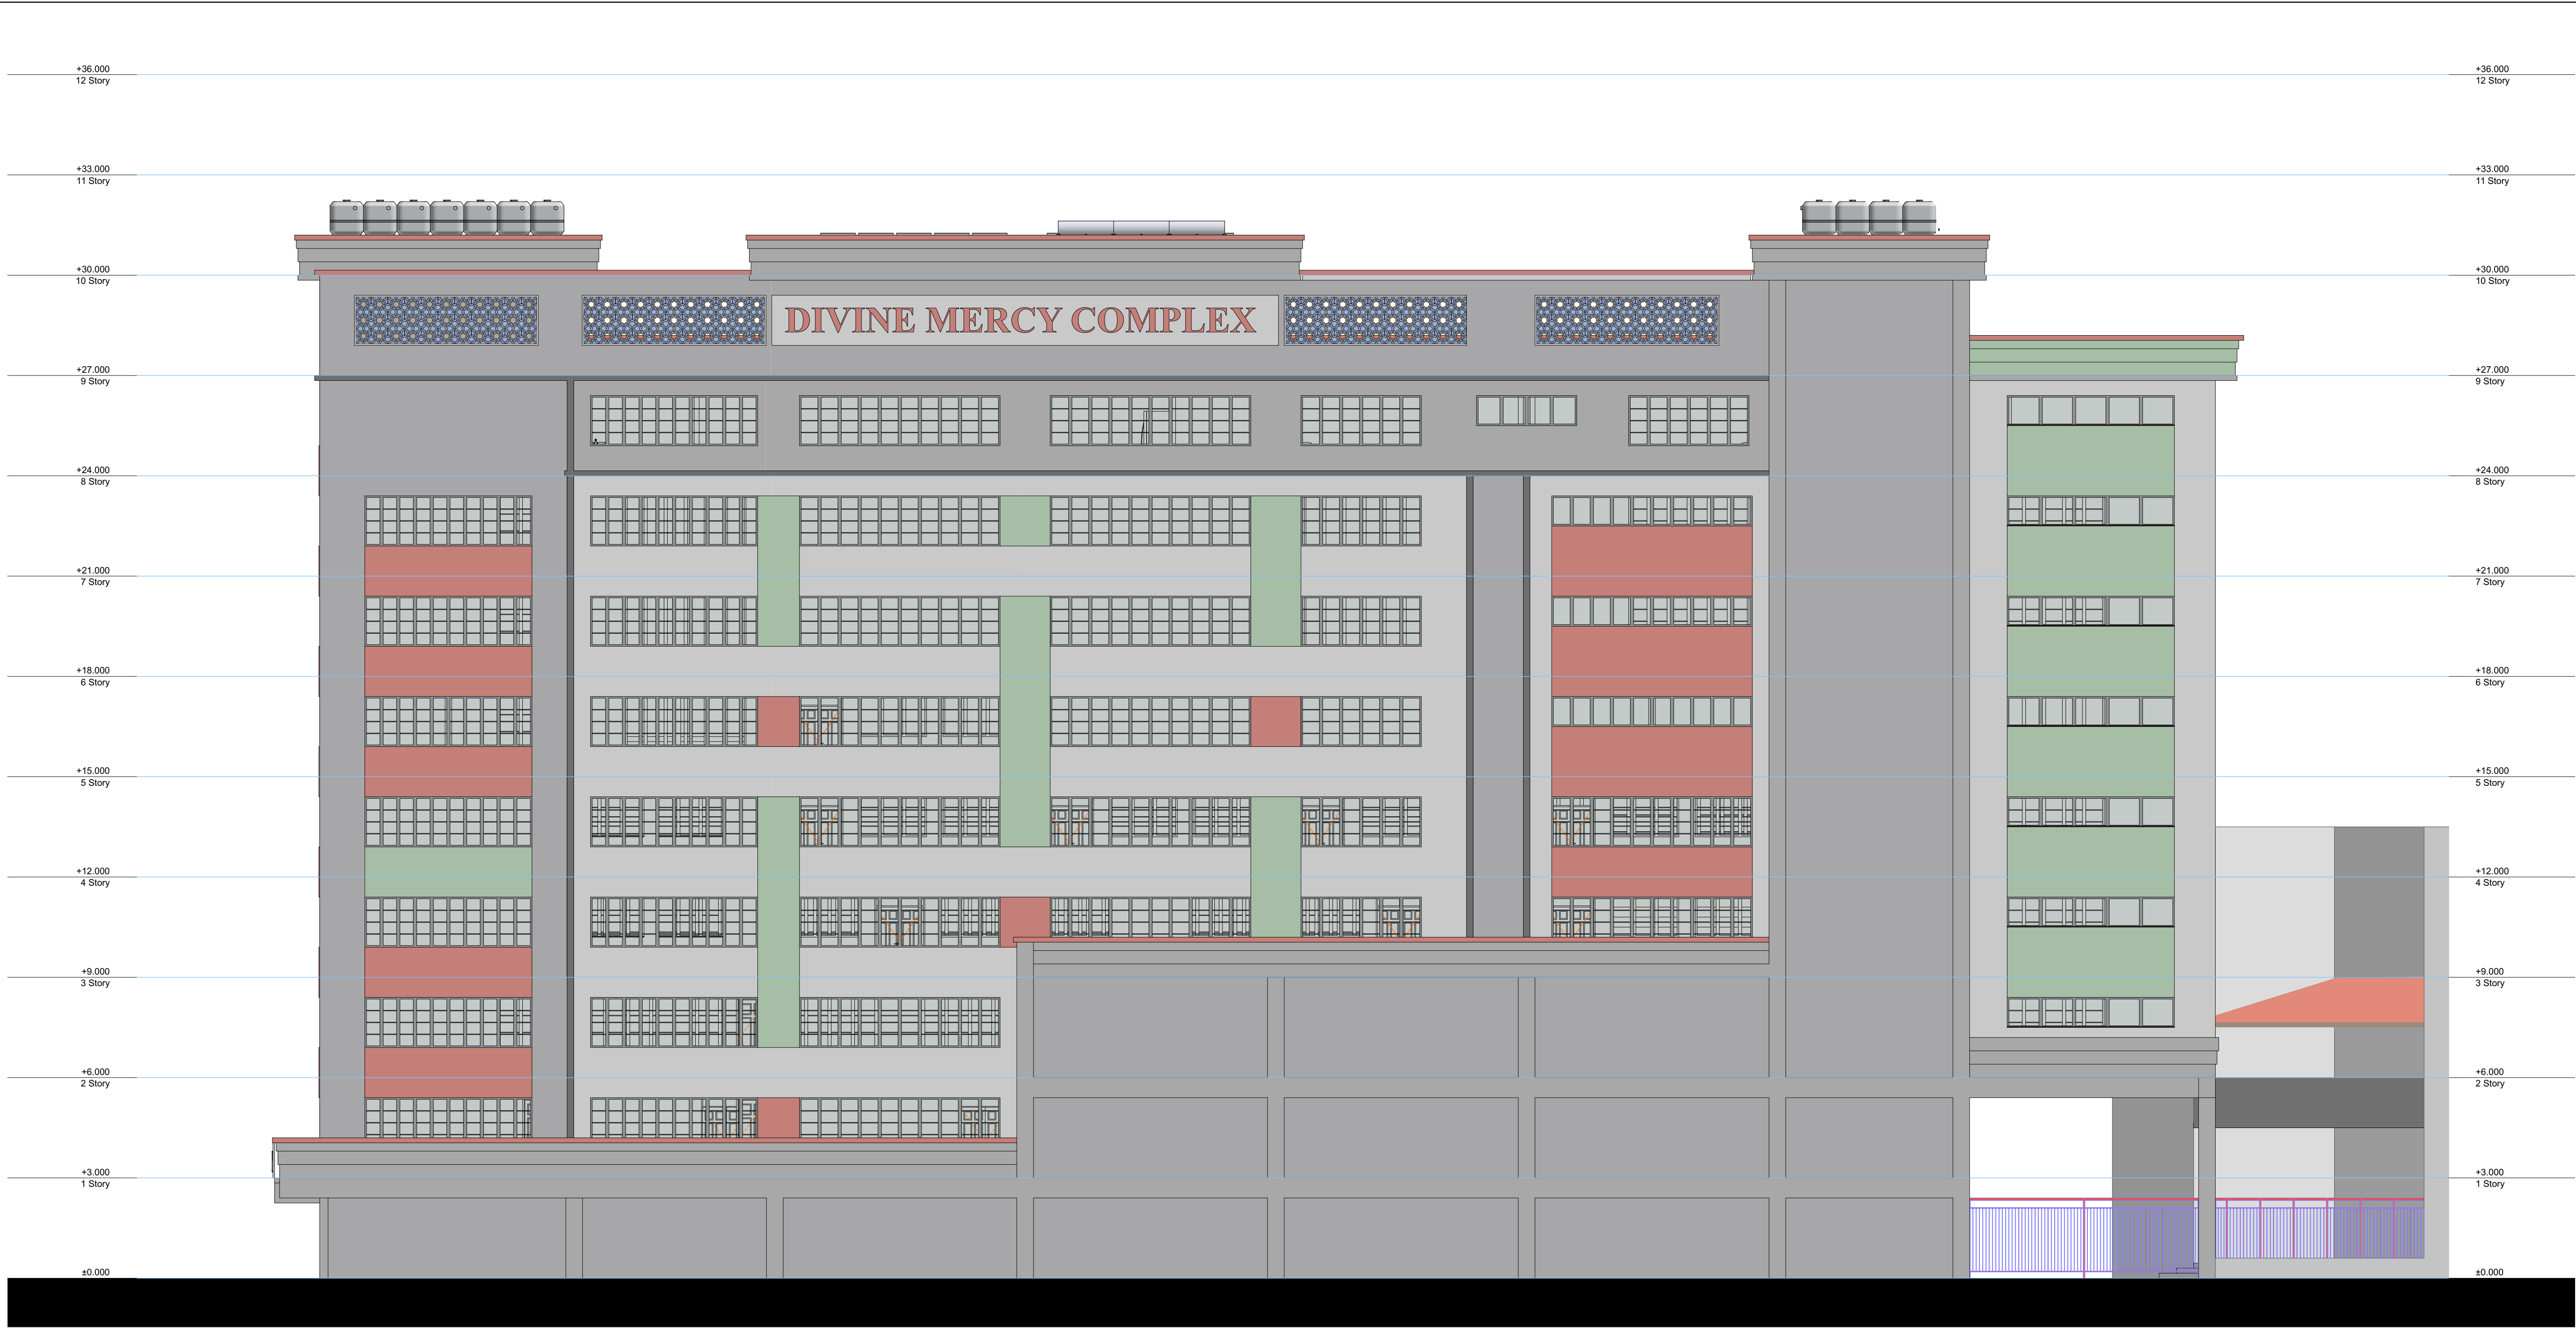 +36.000
12 Story
+36.000
12 Story
+33.000
11 Story
+33.000
11 Story
+30.000
10 Story
+30.000
10 Story
DIVINE MERCY COMPLEX
+27.000
9 Story
+27.000
9 Story
+24.000
8 Story
+24.000
8 Story
+21.000
7 Story
+21.000
7 Story
+18.000
6 Story
+18.000
6 Story
+15.000
5 Story
+15.000
5 Story
+12.000
4 Story
+12.000
4 Story
+9.000
3 Story
+9.000
3 Story
+6.000
2 Story
+6.000
2 Story
+3.000
1 Story
+3.000
1 Story
±0.000
±0.000